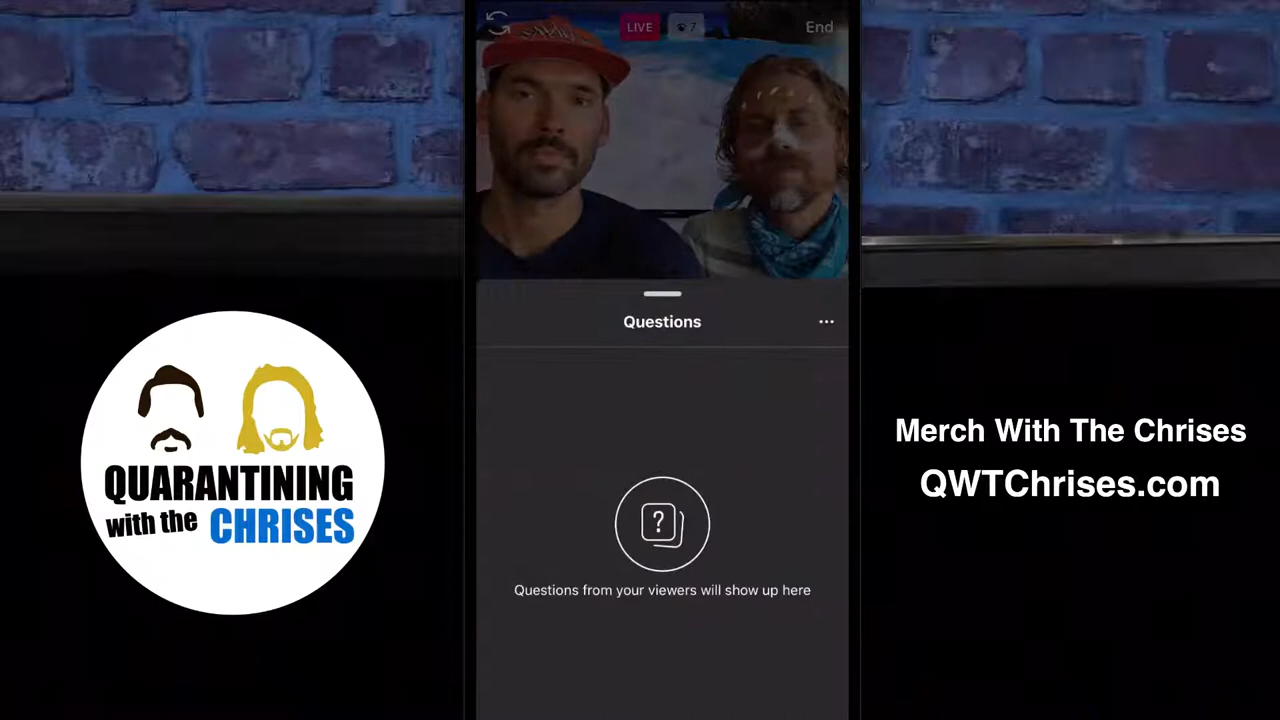 LIVE
7
End
Questions
QUARANTINING
with the CHRISES
Merch With The Chrises
QWTChrises.com
?
Questions from your viewers will show up here